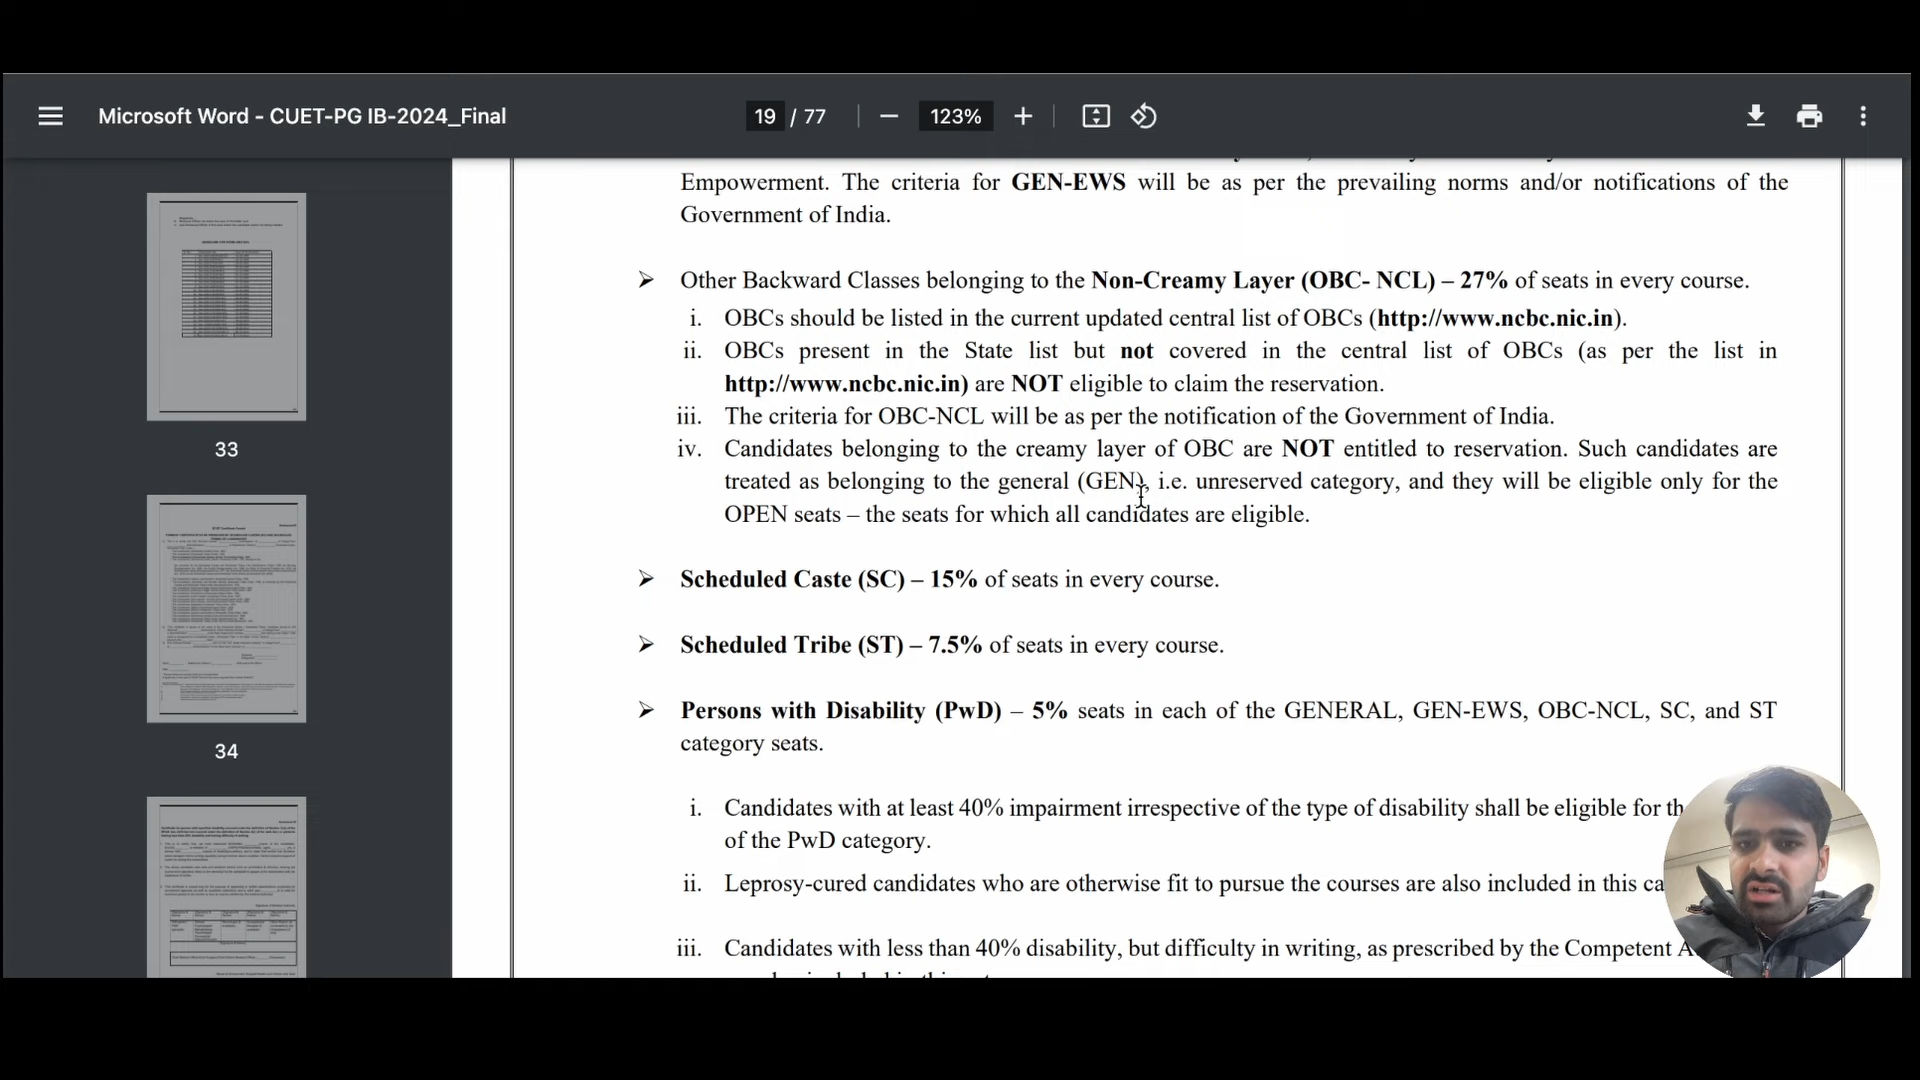 Microsoft Word - CUET-PG IB-2024_Final
19 / 77
123%
Empowerment. The criteria for GEN-EWS will be as per the prevailing norms and/or notifications of the
Government of India.
➢ Other Backward Classes belonging to the Non-Creamy Layer (OBC- NCL) – 27% of seats in every course.
i. OBCs should be listed in the current updated central list of OBCs (http://www.ncbc.nic.in).
ii. OBCs present in the State list but not covered in the central list of OBCs (as per the list in
http://www.ncbc.nic.in) are NOT eligible to claim the reservation.
iii. The criteria for OBC-NCL will be as per the notification of the Government of India.
iv. Candidates belonging to the creamy layer of OBC are NOT entitled to reservation. Such candidates are
treated as belonging to the general (GEN), i.e. unreserved category, and they will be eligible only for the
OPEN seats – the seats for which all candidates are eligible.
➢ Scheduled Caste (SC) – 15% of seats in every course.
➢ Scheduled Tribe (ST) – 7.5% of seats in every course.
➢ Persons with Disability (PwD) – 5% seats in each of the GENERAL, GEN-EWS, OBC-NCL, SC, and ST
category seats.
i. Candidates with at least 40% impairment irrespective of the type of disability shall be eligible for
of the PwD category.
ii. Leprosy-cured candidates who are otherwise fit to pursue the courses are also included in this
iii. Candidates with less than 40% disability, but difficulty in writing, as prescribed by the Competent
33
34